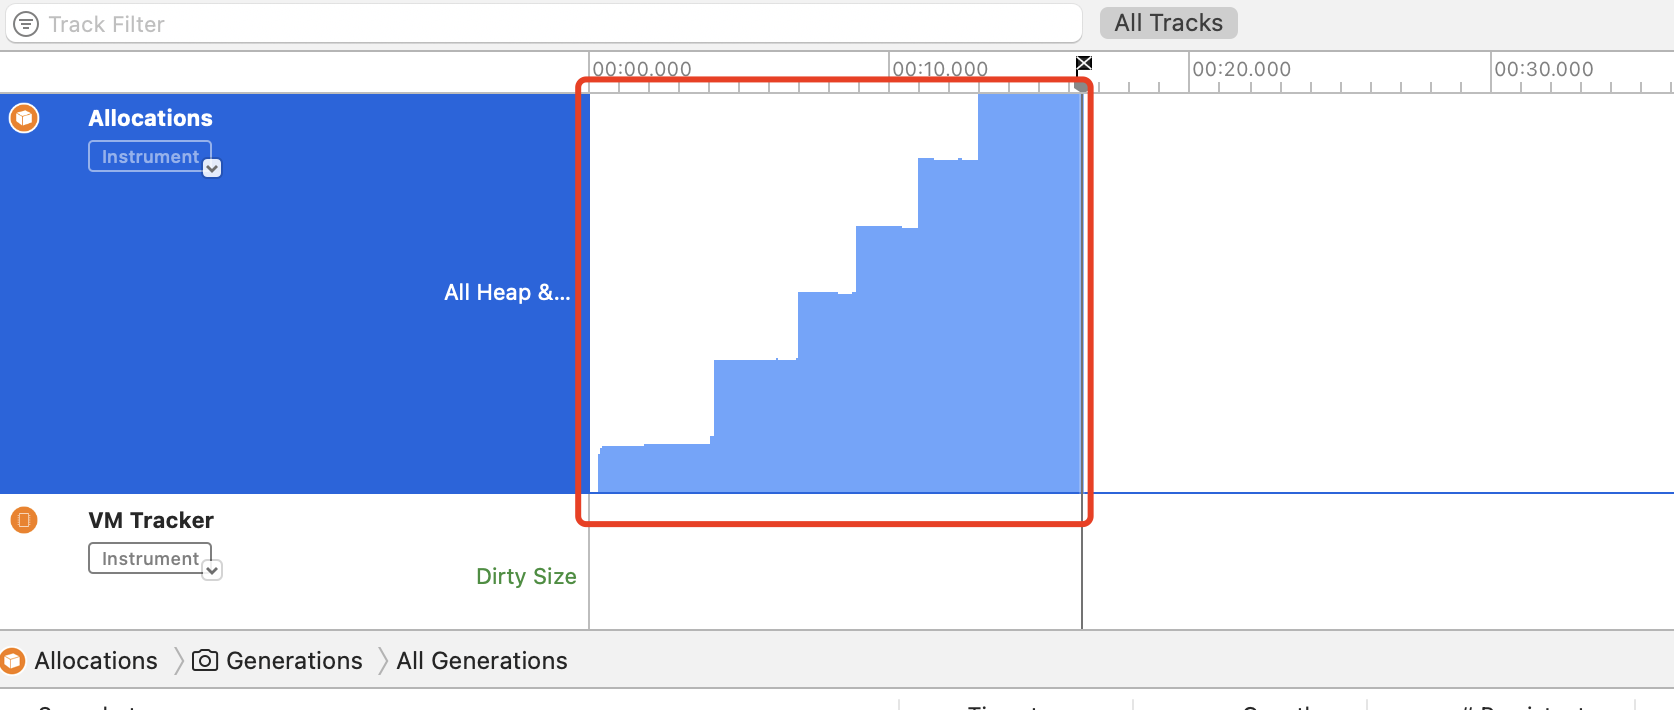 Track Filter
All Tracks
00:00.000
00:10.000
00:20.000
00:30.000
Allocations
Instrument
All Heap &...
VM Tracker
Instrument
Dirty Size
Allocations
Generations
All Generations